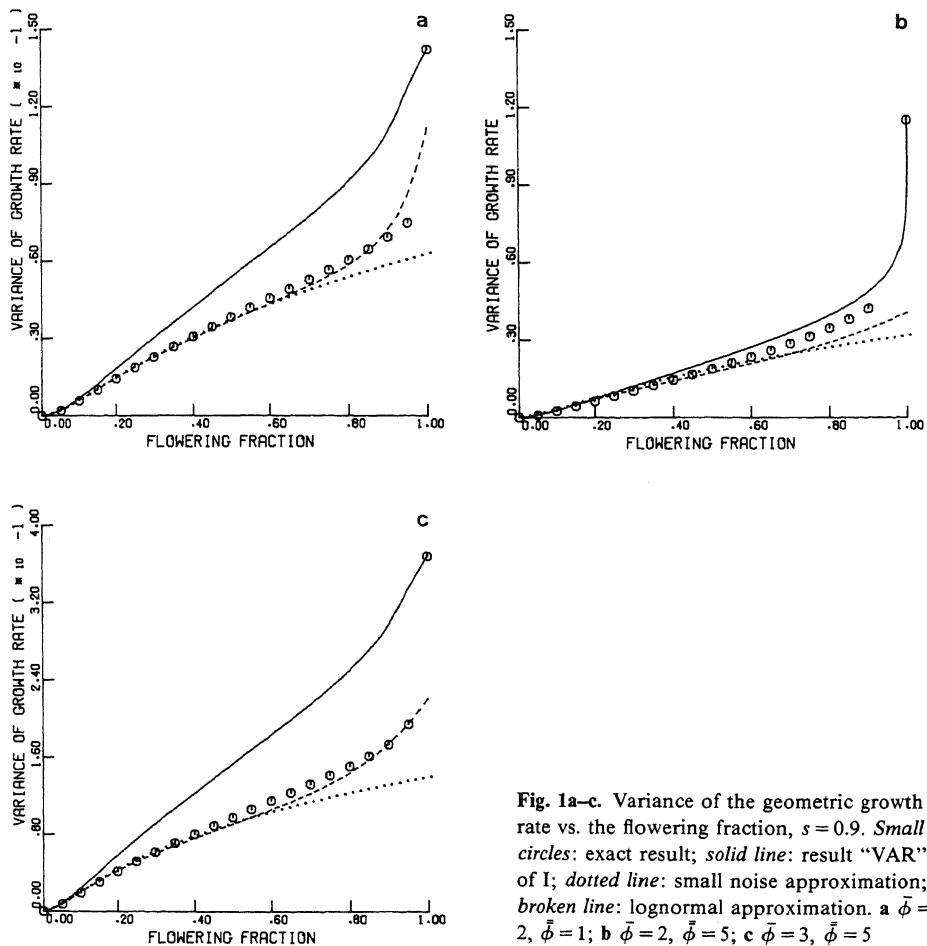 a
VARIANCE OF GROWTH RATE ( * 10 -1 )
1.50
1.20
.90
.60
.30
0.00
0.00 .20 .40 .60 .80 1.00
FLOWERING FRACTION
b
VARIANCE OF GROWTH RATE
1.50
1.20
.90
.60
.30
0.00
0.00 .20 .40 .60 .80 1.00
FLOWERING FRACTION
c
VARIANCE OF GROWTH RATE ( * 10 -1 )
4.00
3.20
2.40
1.60
.80
0.00
0.00 .20 .40 .60 .80 1.00
FLOWERING FRACTION
Fig. 1a–c. Variance of the geometric growth
rate vs. the flowering fraction, s = 0.9. Small
circles: exact result; solid line: result “VAR”
of I; dotted line: small noise approximation;
broken line: lognormal approximation. a ϕ̄ =
2, ϕ̿ = 1; b ϕ̄ = 2, ϕ̿ = 5; c ϕ̄ = 3, ϕ̿ = 5